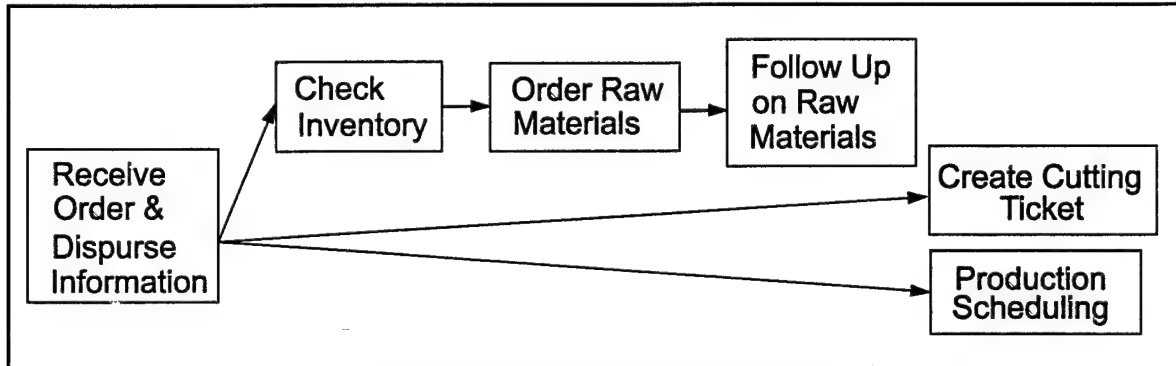 Receive
Order &
Dispurse
Information
Check
Inventory
Order Raw
Materials
Follow Up
on Raw
Materials
Create Cutting
Ticket
Production
Scheduling